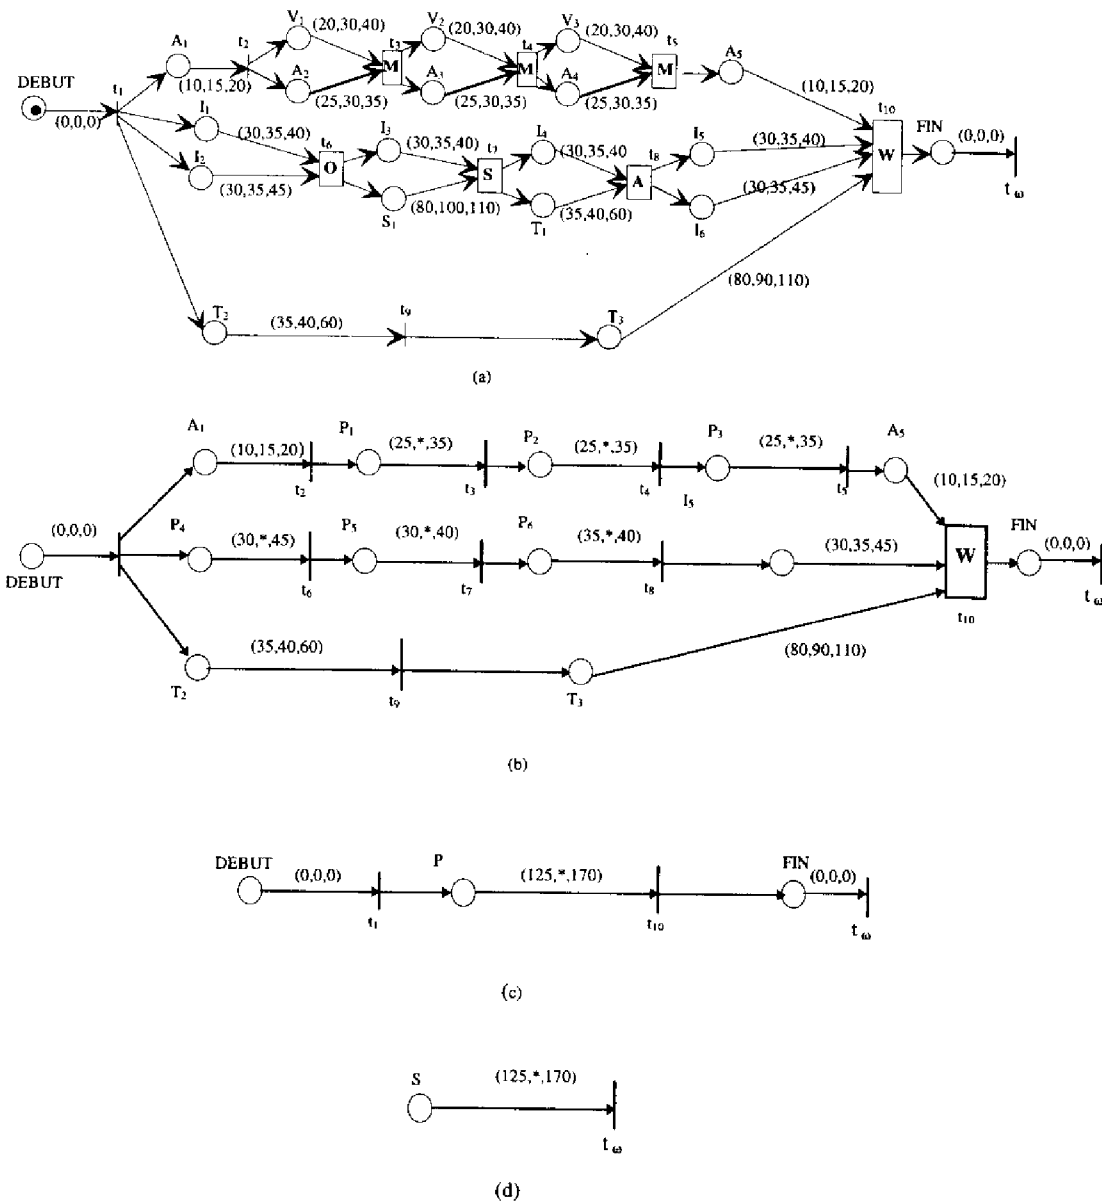 V₁ (20,30,40) V₂ (20,30,40) V₃ (20,30,40)
A₁ t₂ t₃ t₄ t₅
M M M A₅
DEBUT (10,15,20) A₂ (25,30,35) A₃ (25,30,35) A₄ (25,30,35) (10,15,20)
t₁ (0,0,0)
I₁ (30,35,40) t₆ I₃ (30,35,40) t₇ I₄ (30,35,40 t₈ I₅ (30,35,40) t₁₀ FIN (0,0,0)
I₂ O S A W
(30,35,45) S₁ (80,100,110) T₁ (35,40,60) I₆ (30,35,45) t ω
(80,90,110)
T₂ (35,40,60) t₉ T₃
(a)
A₁ (10,15,20) P₁ (25,*,35) P₂ (25,*,35) P₃ (25,*,35) A₅
t₂ t₃ t₄ I₅ t₅ (10,15,20)
(0,0,0) P₄ (30,*,45) P₅ (30,*,40) P₆ (35,*,40) (30,35,45) W FIN (0,0,0)
DEBUT t₆ t₇ t₈ t₁₀ t ω
(35,40,60) (80,90,110)
T₂ t₉ T₃
(b)
DEBUT (0,0,0) P (125,*,170) FIN (0,0,0)
t₁ t₁₀ t ω
(c)
S (125,*,170)
t ω
(d)